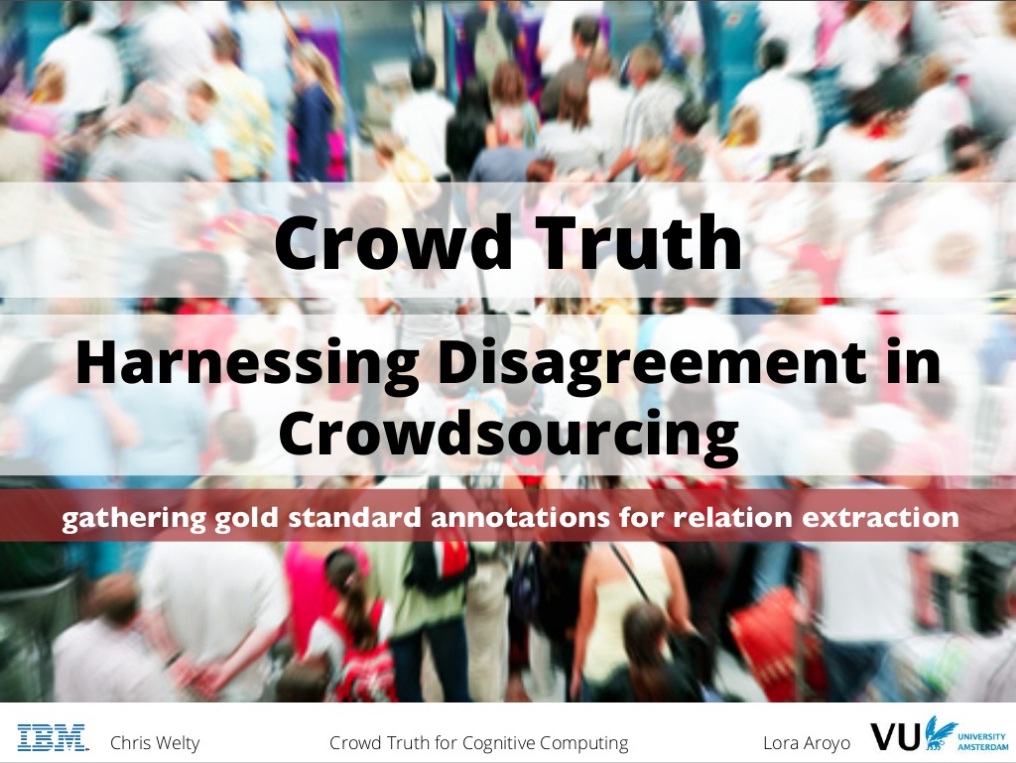 Crowd Truth
Harnessing Disagreement in
Crowdsourcing
gathering gold standard annotations for relation extraction
IBM Chris Welty Crowd Truth for Cognitive Computing Lora Aroyo VU UNIVERSITY
AMSTERDAM